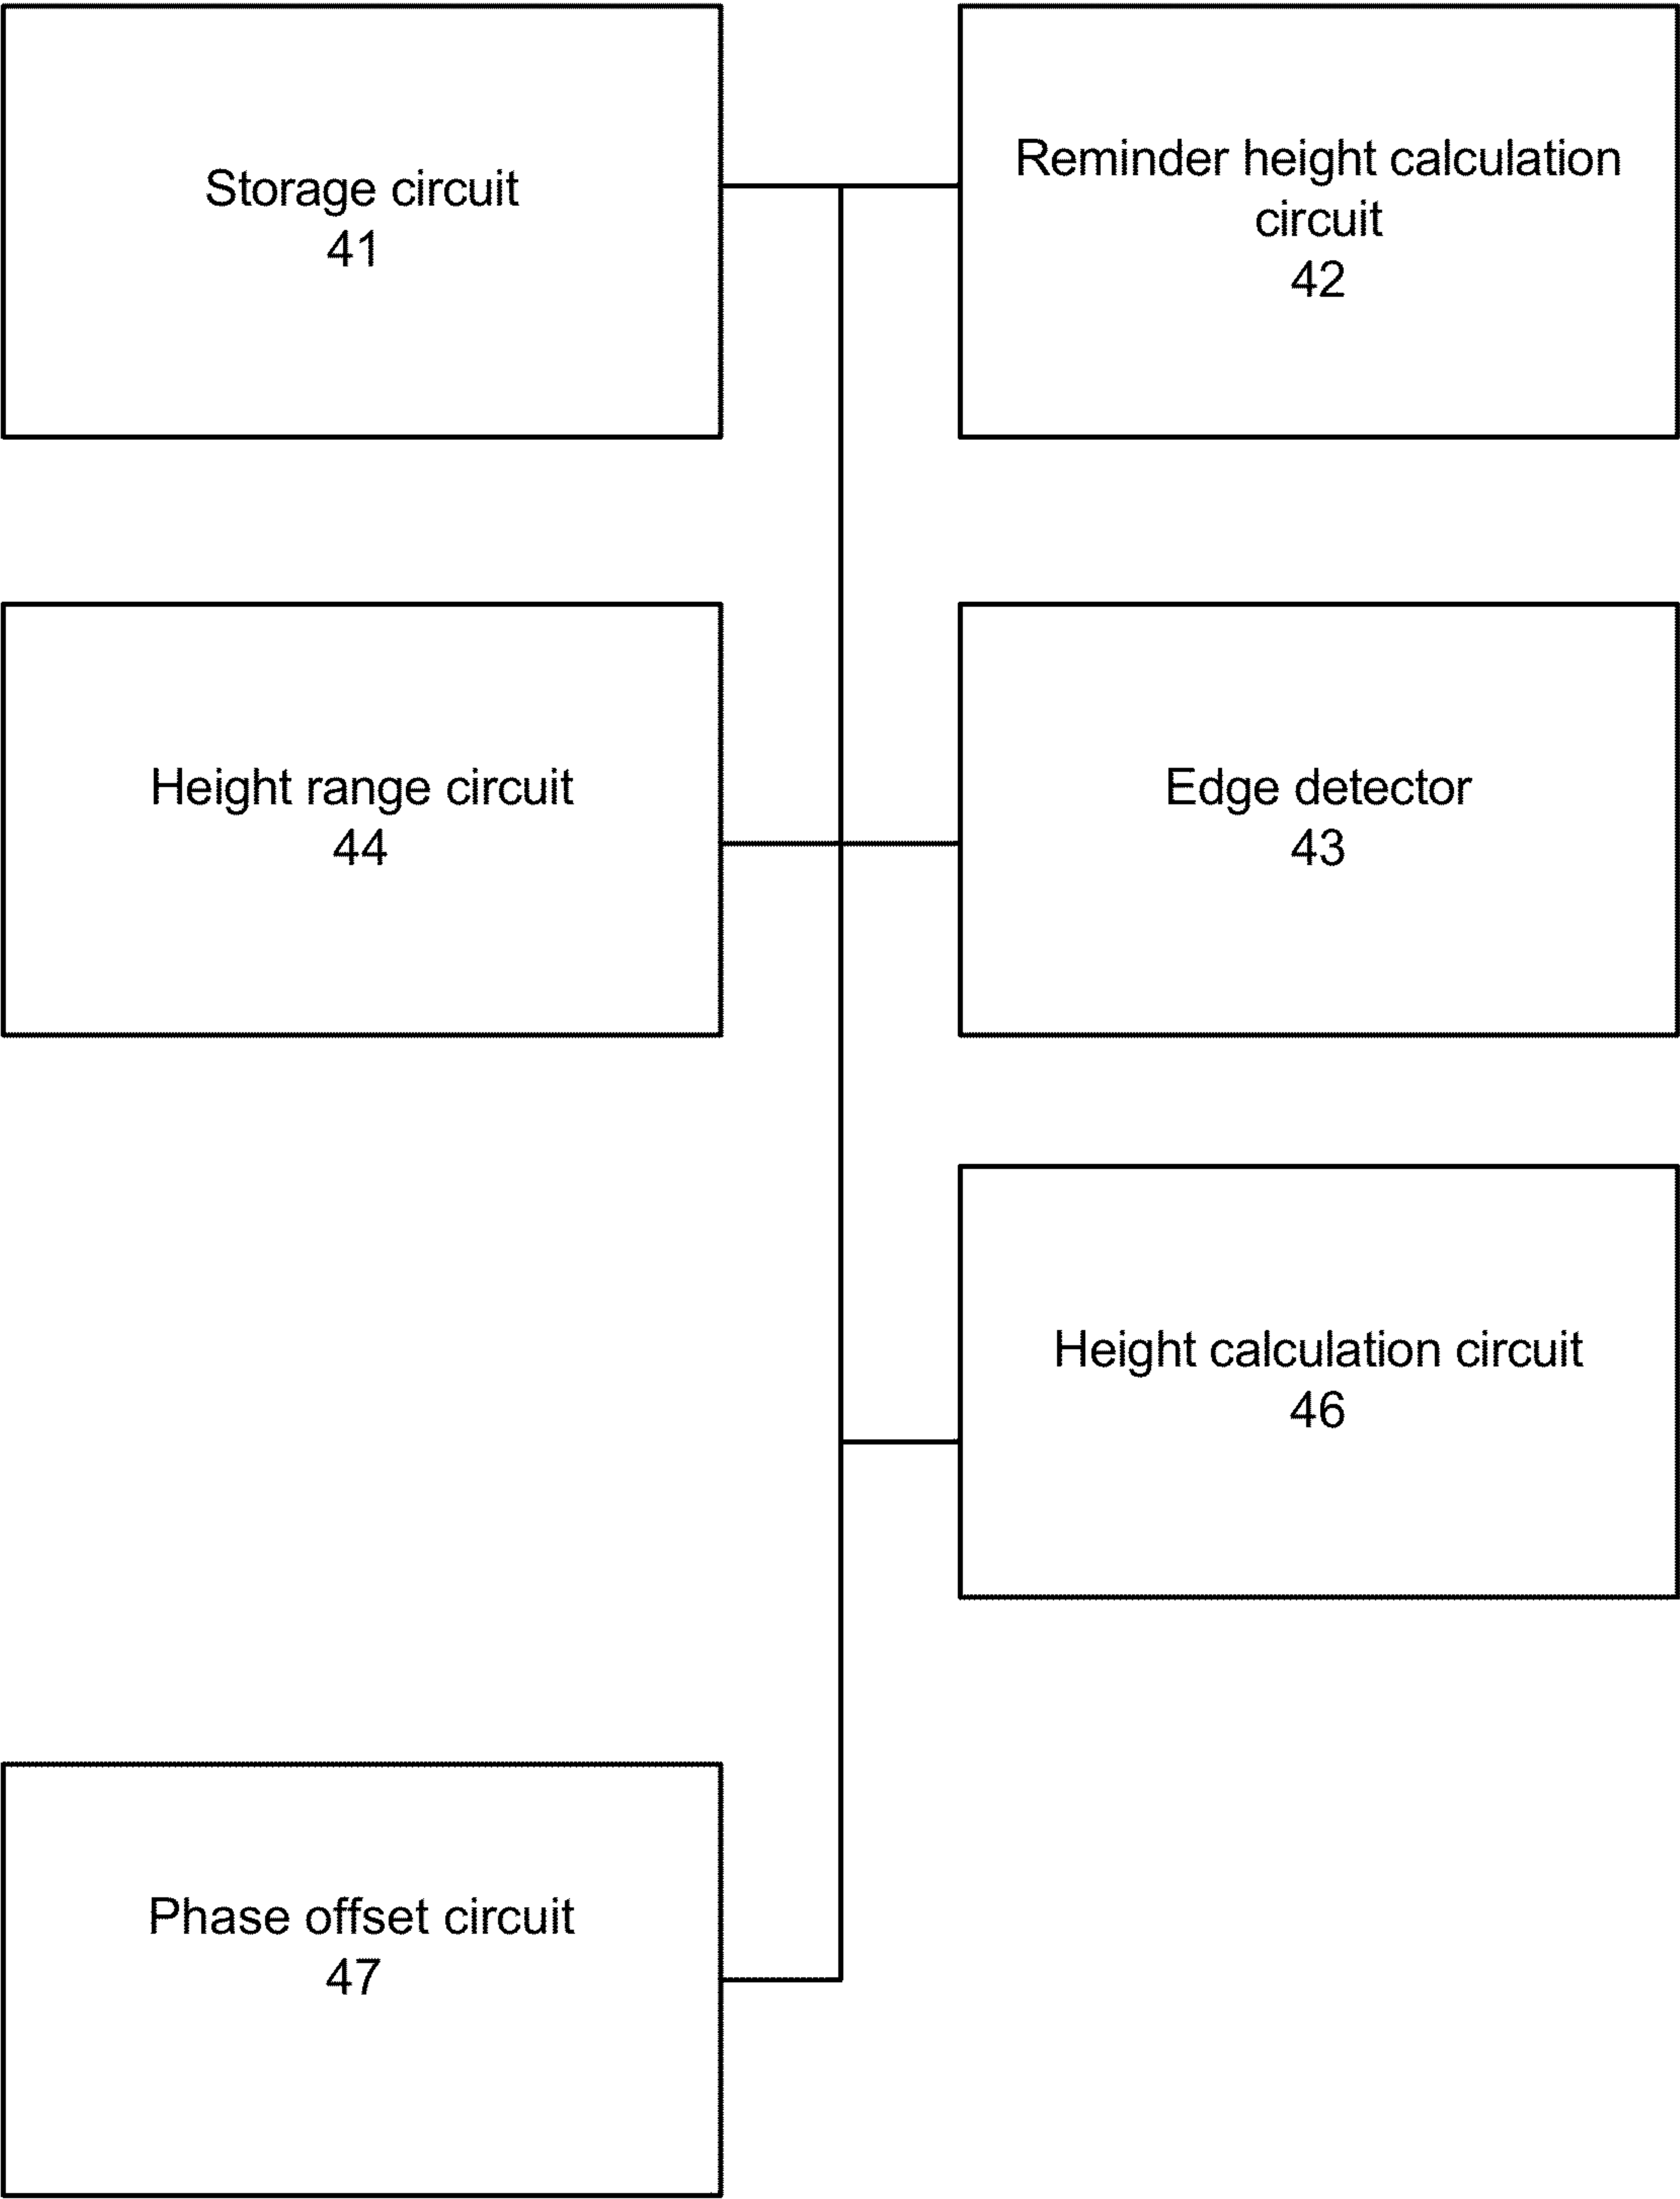 Storage circuit
41
Reminder height calculation
circuit
42
Height range circuit
44
Edge detector
43
Height calculation circuit
46
Phase offset circuit
47